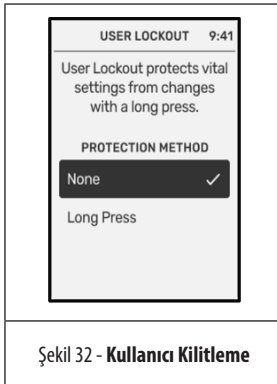 USER LOCKOUT 9:41
User Lockout protects vital
settings from changes
with a long press.
PROTECTION METHOD
None ✓
Long Press
Şekil 32 - Kullanıcı Kilitleme